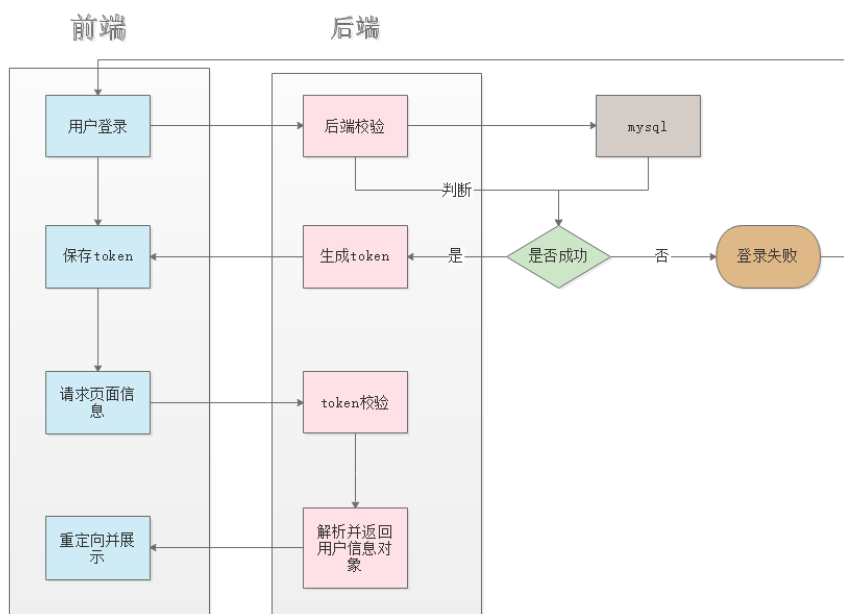 前端
后端
用户登录
后端校验
mysql
判断
保存token
生成token
是
是否成功
否
登录失败
请求页面信
息
token校验
重定向并展
示
解析并返回
用户信息对
象